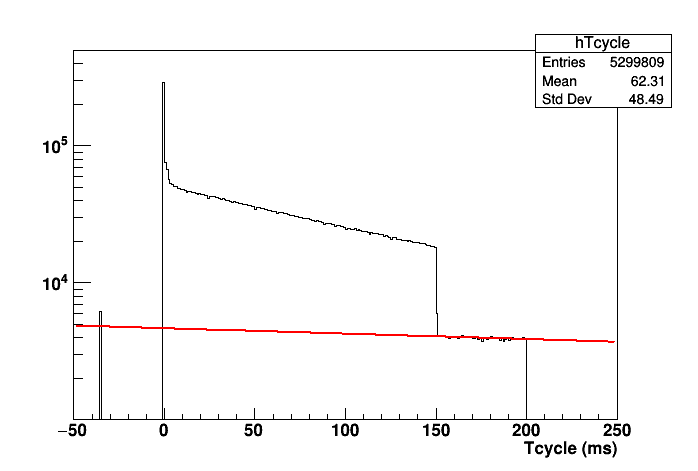 hTcycle
Entries 5299809
Mean 62.31
Std Dev 48.49
10^5
10^4
−50 0 50 100 150 200 250
Tcycle (ms)